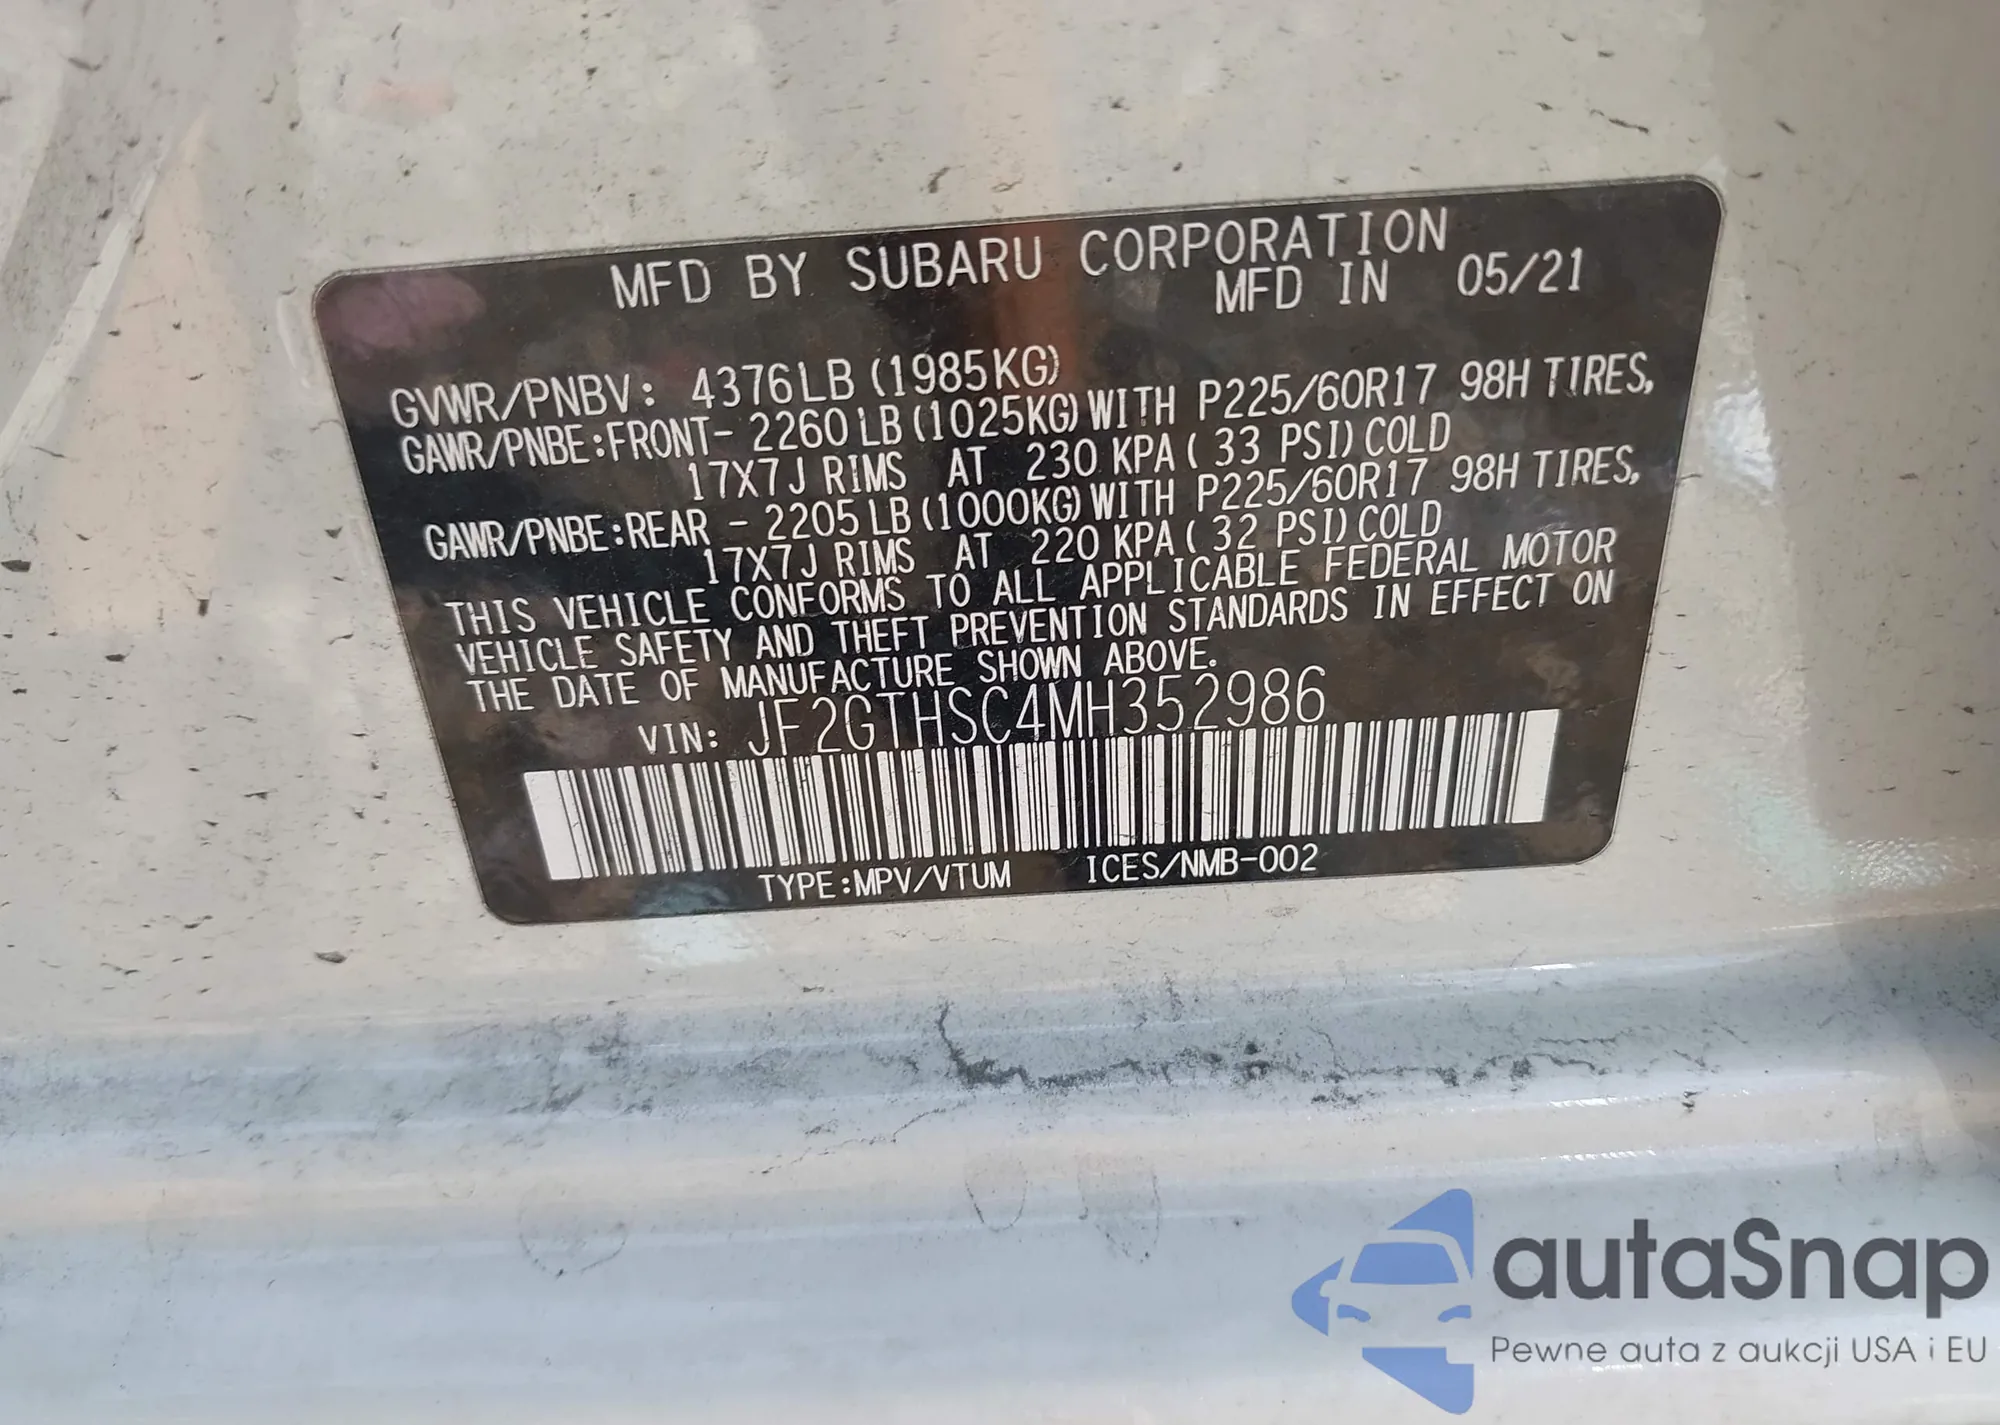 MFD BY SUBARU CORPORATION
MFD IN 05/21
GVWR/PNBV: 4376LB (1985KG)
GAWR/PNBE:FRONT- 2260LB (1025KG) WITH P225/60R17 98H TIRES,
17X7J RIMS AT 230 KPA ( 33 PSI) COLD
GAWR/PNBE:REAR - 2205LB (1000KG) WITH P225/60R17 98H TIRES,
17X7J RIMS AT 220 KPA ( 32 PSI) COLD
THIS VEHICLE CONFORMS TO ALL APPLICABLE FEDERAL MOTOR
VEHICLE SAFETY AND THEFT PREVENTION STANDARDS IN EFFECT ON
THE DATE OF MANUFACTURE SHOWN ABOVE.
VIN: JF2GTHSC4MH352986
TYPE:MPV/VTUM ICES/NMB-002
autaSnap
Pewne auta z aukcji USA i EU